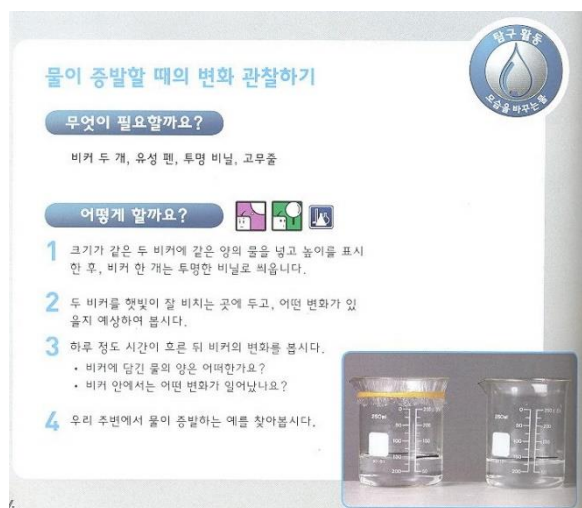 탐구 활동
모습을 바꾸는 물
물이 증발할 때의 변화 관찰하기
무엇이 필요할까요?
비커 두 개, 유성 펜, 투명 비닐, 고무줄
어떻게 할까요?
1 크기가 같은 두 비커에 같은 양의 물을 넣고 높이를 표시
한 후, 비커 한 개는 투명한 비닐로 씌웁니다.
2 두 비커를 햇빛이 잘 비치는 곳에 두고, 어떤 변화가 있
을지 예상하여 봅시다.
3 하루 정도 시간이 흐른 뒤 비커의 변화를 봅시다.
• 비커에 담긴 물의 양은 어떠한가요?
• 비커 안에서는 어떤 변화가 일어났나요?
4 우리 주변에서 물이 증발하는 예를 찾아봅시다.
250 ml